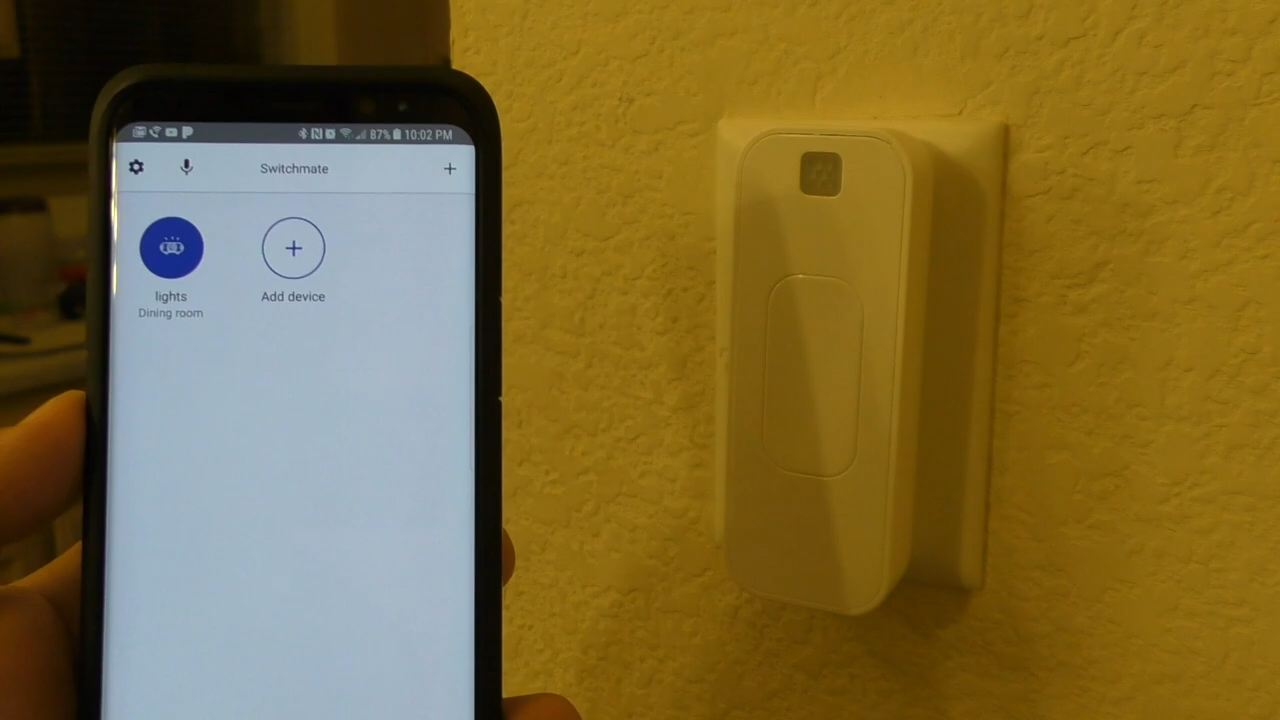 87% 10:02 PM
Switchmate
lights
Add device
Dining room